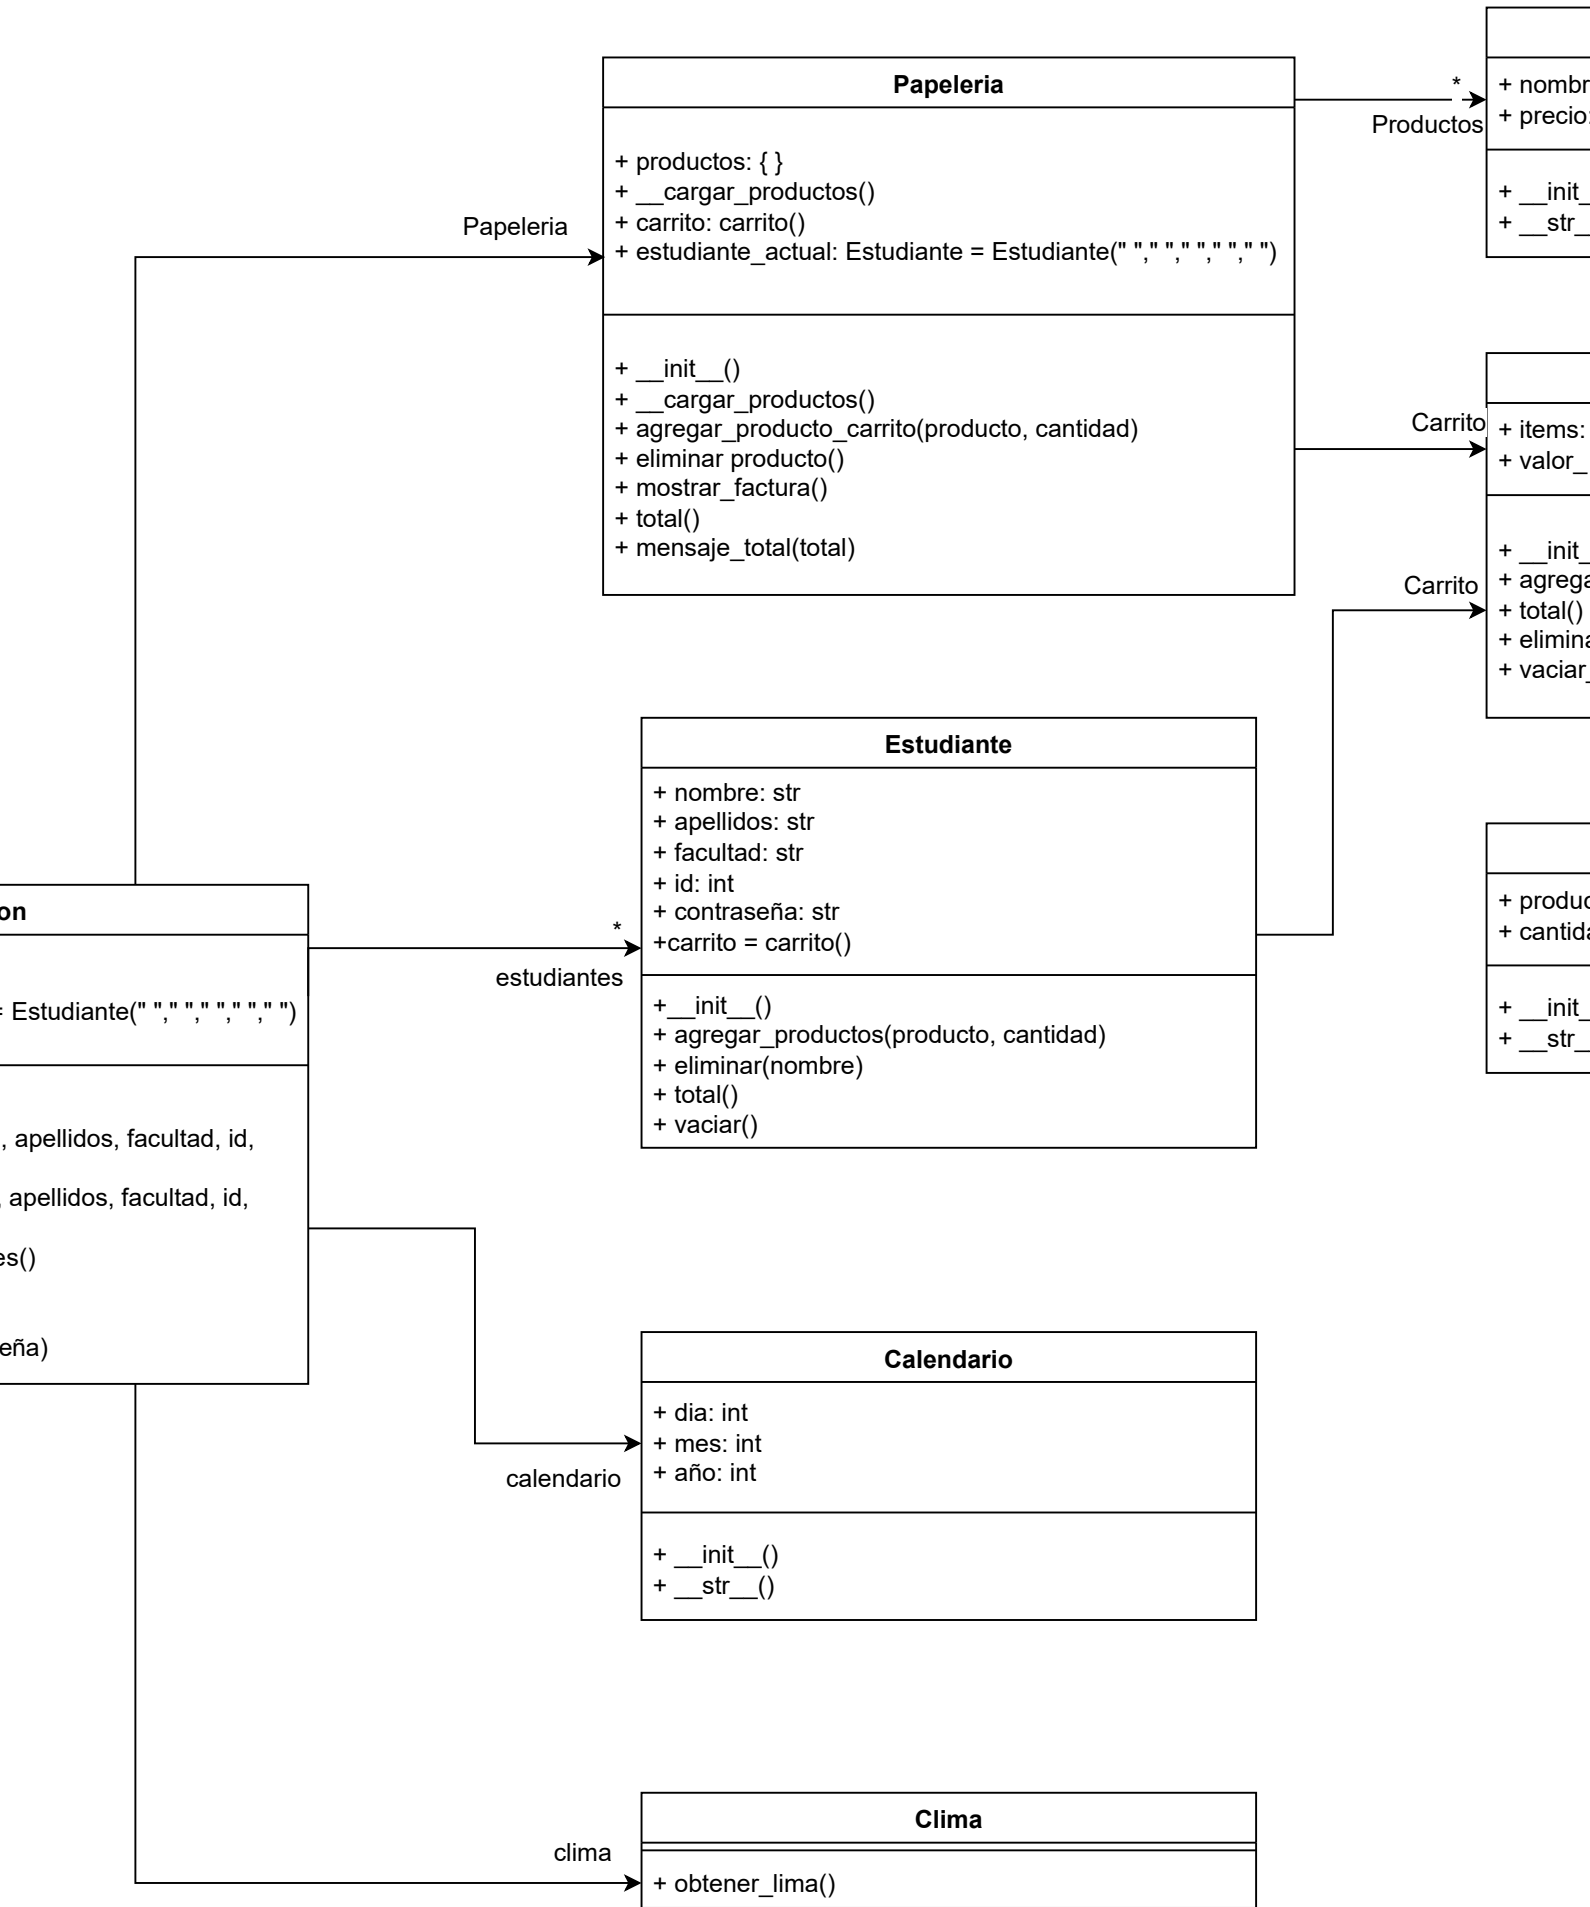 Papeleria
+ productos: { }
+ __cargar_productos()
+ carrito: carrito()
+ estudiante_actual: Estudiante = Estudiante(" "," "," "," "," ")
+ __init__()
+ __cargar_productos()
+ agregar_producto_carrito(producto, cantidad)
+ eliminar producto()
+ mostrar_factura()
+ total()
+ mensaje_total(total)
Papeleria
*
Productos
+ nombr
+ precio:
+ __init_
+ __str_
Carrito
+ items:
+ valor_
+ __init_
+ agrega
+ total()
+ elimina
+ vaciar_
Carrito
Estudiante
+ nombre: str
+ apellidos: str
+ facultad: str
+ id: int
+ contraseña: str
+carrito = carrito()
+__init__()
+ agregar_productos(producto, cantidad)
+ eliminar(nombre)
+ total()
+ vaciar()
+ produc
+ cantida
+ __init_
+ __str_
on
= Estudiante(" "," "," "," "," ")
, apellidos, facultad, id,
, apellidos, facultad, id,
es()
eña)
*
estudiantes
calendario
Calendario
+ dia: int
+ mes: int
+ año: int
+ __init__()
+ __str__()
clima
Clima
+ obtener_lima()